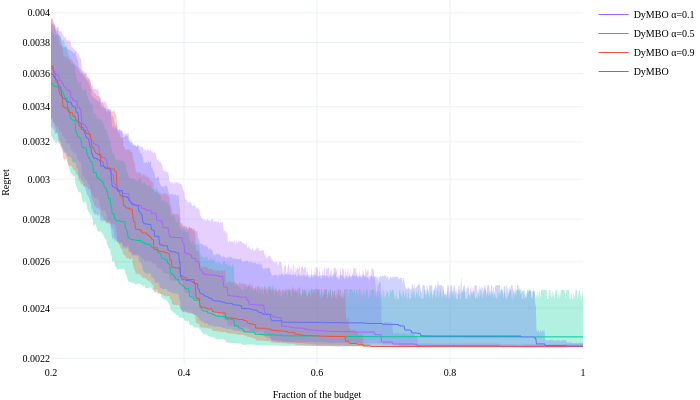 0.004
0.0038
0.0036
0.0034
0.0032
0.003
0.0028
0.0026
0.0024
0.0022
Regret
0.2 0.4 0.6 0.8 1
Fraction of the budget
DyMBO α=0.1
DyMBO α=0.5
DyMBO α=0.9
DyMBO